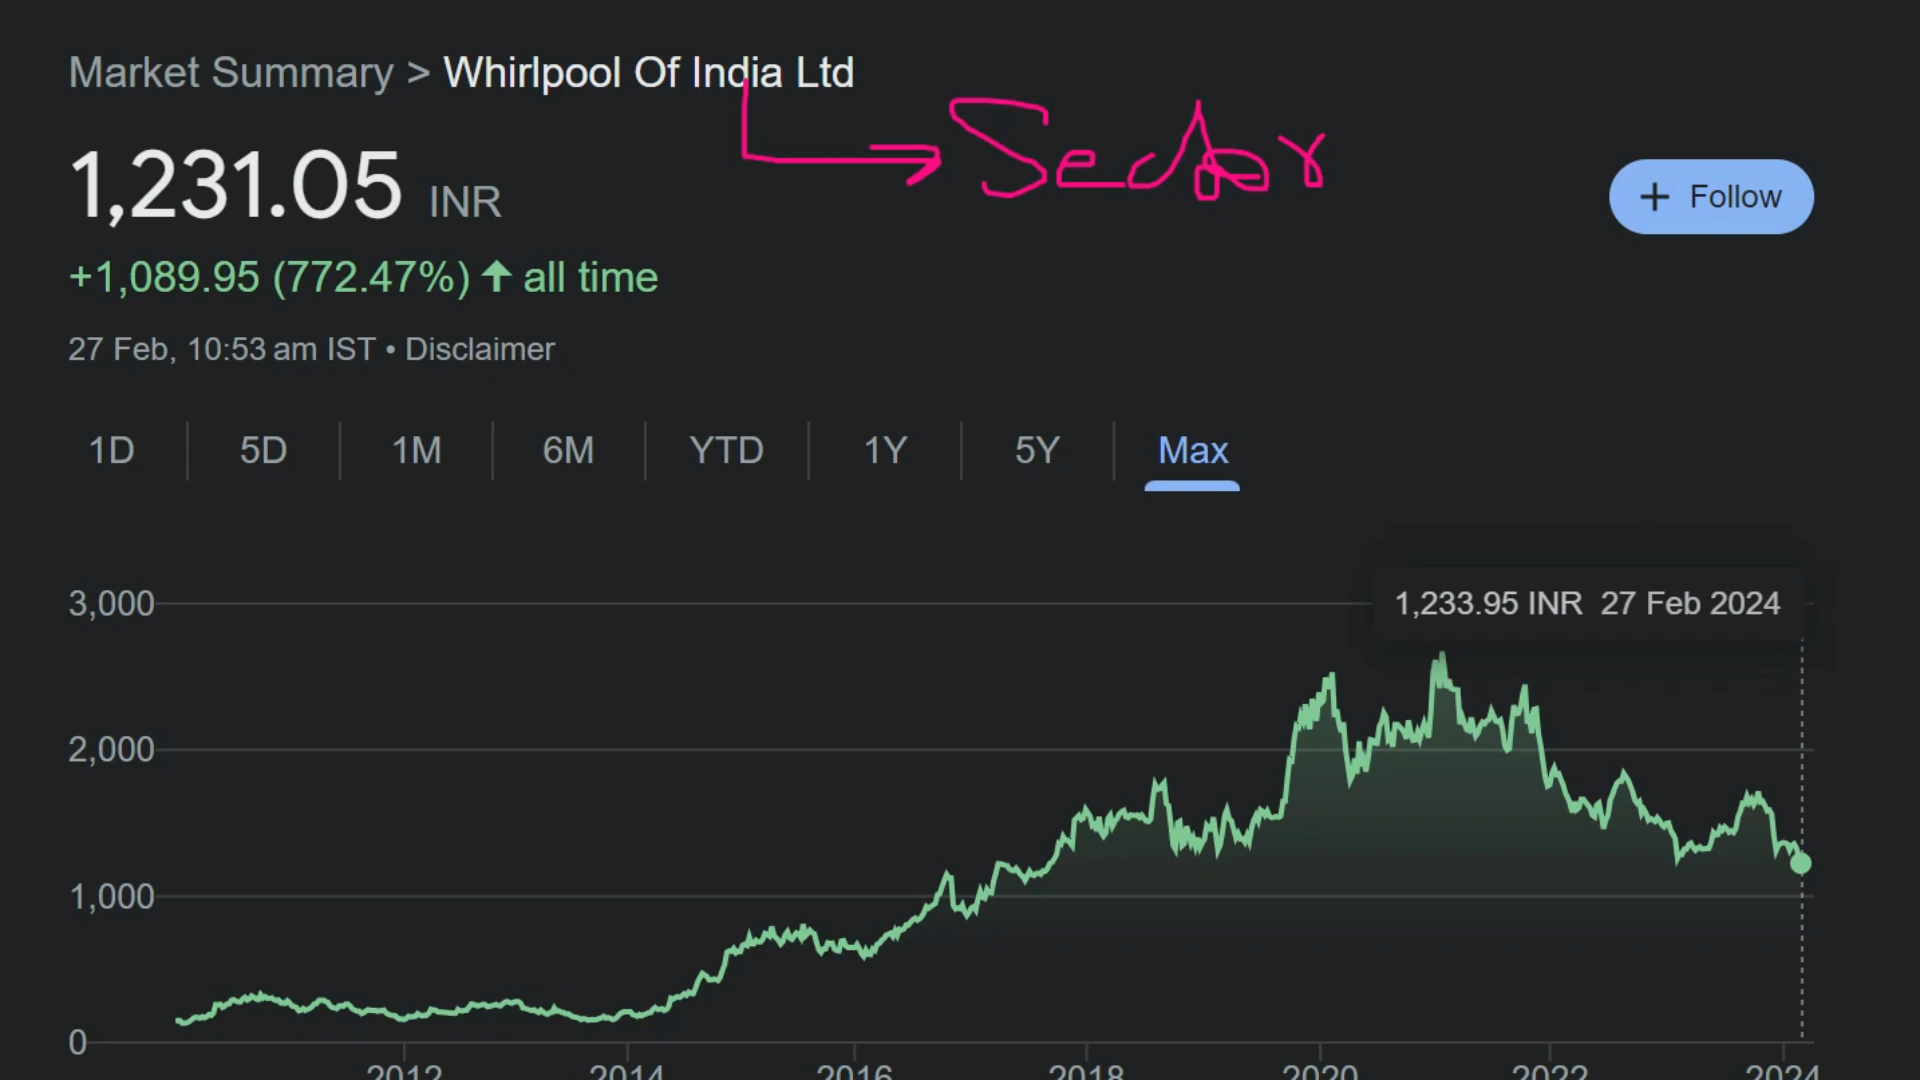 Market Summary > Whirlpool Of India Ltd
Sector
1,231.05 INR
+ Follow
+1,089.95 (772.47%) ↑ all time
27 Feb, 10:53 am IST • Disclaimer
1D 5D 1M 6M YTD 1Y 5Y Max
3,000
1,233.95 INR 27 Feb 2024
2,000
1,000
0
2012 2014 2016 2018 2020 2022 2024